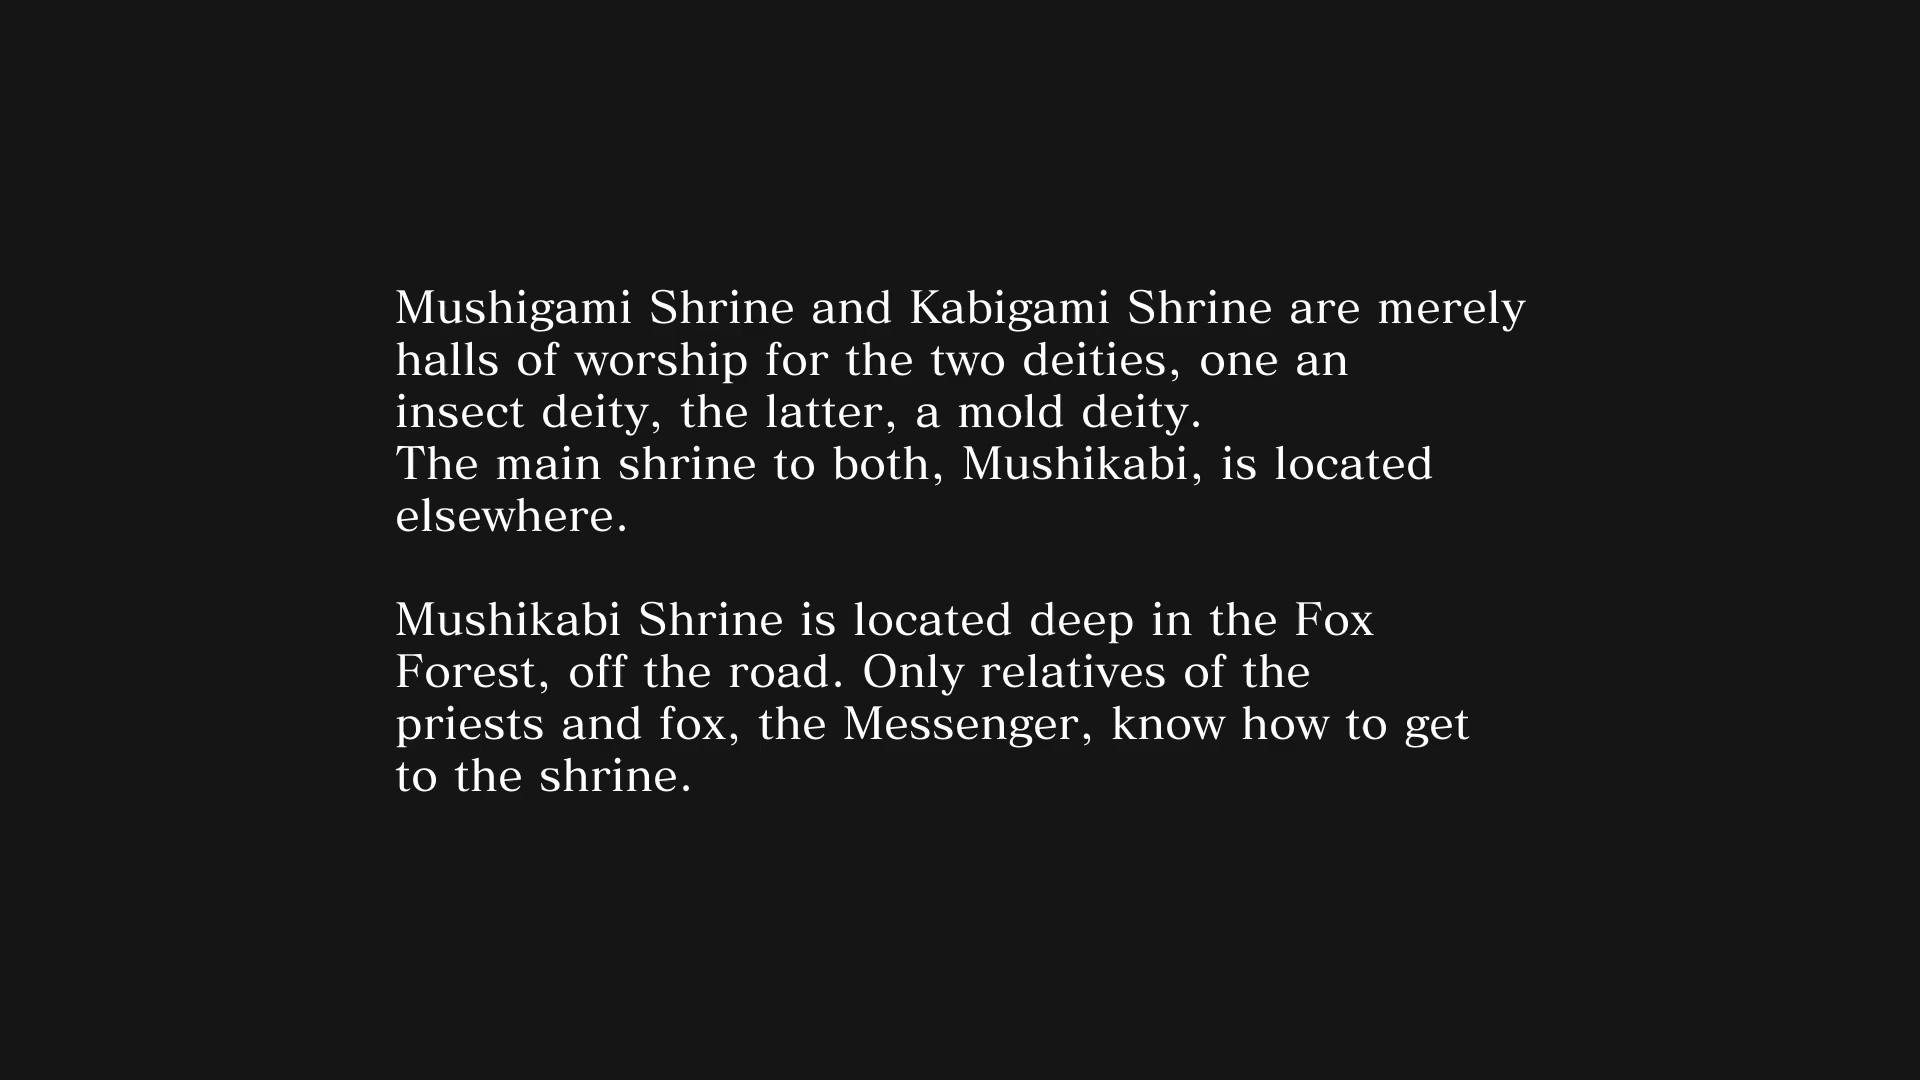 Mushigami Shrine and Kabigami Shrine are merely
halls of worship for the two deities, one an
insect deity, the latter, a mold deity.
The main shrine to both, Mushikabi, is located
elsewhere.
Mushikabi Shrine is located deep in the Fox
Forest, off the road. Only relatives of the
priests and fox, the Messenger, know how to get
to the shrine.